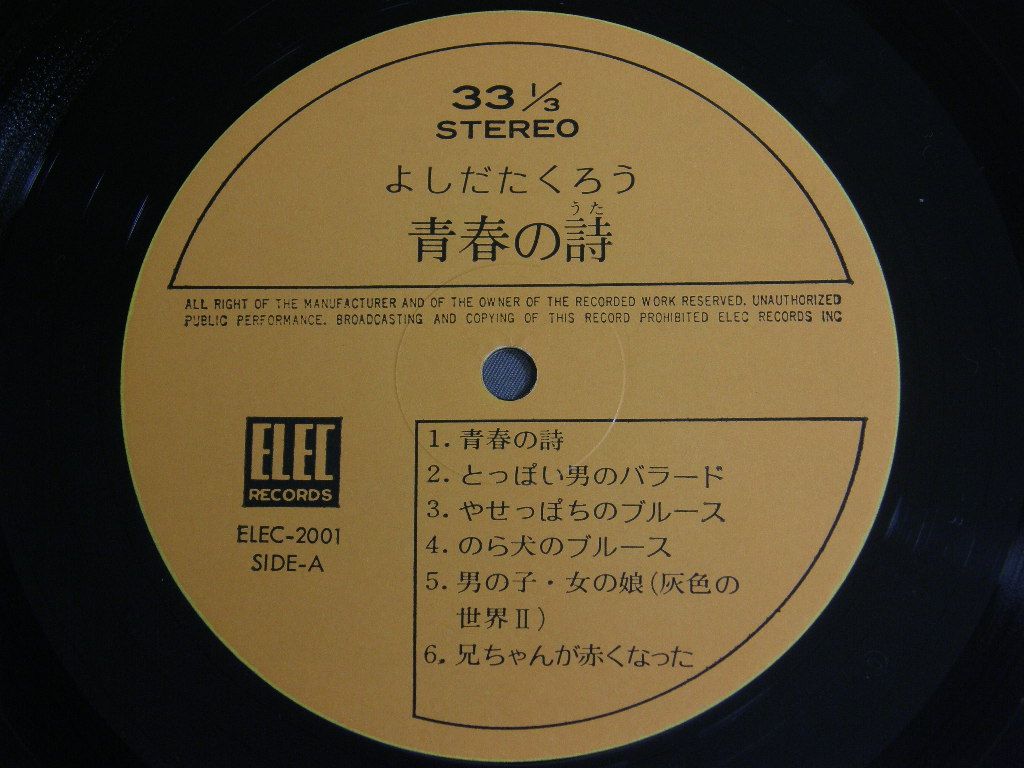 33 1/3
STEREO
よしだたくろう
うた
青春の詩
ALL RIGHT OF THE MANUFACTURER AND OF THE OWNER OF THE RECORDED WORK RESERVED. UNAUTHORIZED
PUBLIC PERFORMANCE. BROADCASTING AND COPYING OF THIS RECORD PROHIBITED ELEC RECORDS INC
ELEC
RECORDS
ELEC-2001
SIDE-A
1. 青春の詩
2. とっぽい男のバラード
3. やせっぽちのブルース
4. のら犬のブルース
5. 男の子・女の娘(灰色の
世界Ⅱ)
6. 兄ちゃんが赤くなった